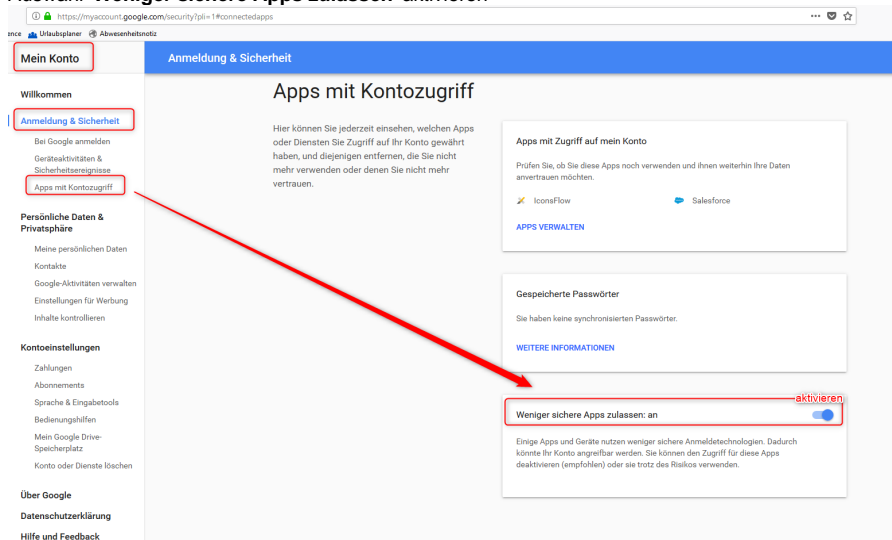 Auswahl "Weniger sichere Apps zulassen" aktivieren
https://myaccount.google.com/security?pli=1#connectedapps
ence Urlaubsplaner Abwesenheitsnotiz
Mein Konto
Anmeldung & Sicherheit
Willkommen
Anmeldung & Sicherheit
Bei Google anmelden
Geräteaktivitäten &
Sicherheitsereignisse
Apps mit Kontozugriff
Persönliche Daten &
Privatsphäre
Meine persönlichen Daten
Kontakte
Google-Aktivitäten verwalten
Einstellungen für Werbung
Inhalte kontrollieren
Kontoeinstellungen
Zahlungen
Abonnements
Sprache & Eingabetools
Bedienungshilfen
Mein Google Drive-
Speicherplatz
Konto oder Dienste löschen
Über Google
Datenschutzerklärung
Hilfe und Feedback
Apps mit Kontozugriff
Hier können Sie jederzeit einsehen, welchen Apps
oder Diensten Sie Zugriff auf Ihr Konto gewährt
haben, und diejenigen entfernen, die Sie nicht
mehr verwenden oder denen Sie nicht mehr
vertrauen.
Apps mit Zugriff auf mein Konto
Prüfen Sie, ob Sie diese Apps noch verwenden und ihnen weiterhin Ihre Daten
anvertrauen möchten.
IconsFlow Salesforce
APPS VERWALTEN
Gespeicherte Passwörter
Sie haben keine synchronisierten Passwörter.
WEITERE INFORMATIONEN
aktivieren
Weniger sichere Apps zulassen: an
Einige Apps und Geräte nutzen weniger sichere Anmeldetechnologien. Dadurch
könnte Ihr Konto angreifbar werden. Sie können den Zugriff für diese Apps
deaktivieren (empfohlen) oder sie trotz des Risikos verwenden.